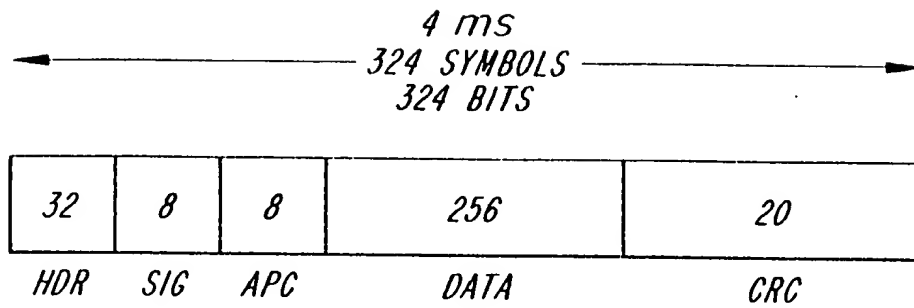 4 ms
324 SYMBOLS
324 BITS
32 8 8 256 20
HDR SIG APC DATA CRC